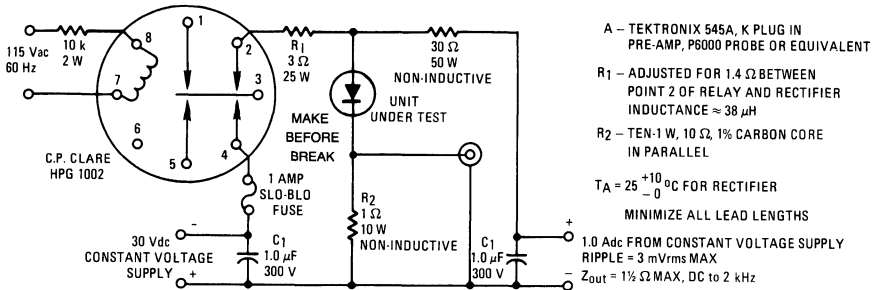 115 Vac
60 Hz
10 k
2 W
8
7
6
C.P. CLARE
HPG 1002
1
2
3
4
5
R1
3 Ω
25 W
30 Ω
50 W
NON-INDUCTIVE
UNIT
UNDER TEST
MAKE
BEFORE
BREAK
1 AMP
SLO-BLO
FUSE
R2
1 Ω
10 W
NON-INDUCTIVE
30 Vdc
CONSTANT VOLTAGE
SUPPLY
-
+
C1
1.0 µF
300 V
C1
1.0 µF
300 V
+
–
A – TEKTRONIX 545A, K PLUG IN
PRE-AMP, P6000 PROBE OR EQUIVALENT
R1 – ADJUSTED FOR 1.4 Ω BETWEEN
POINT 2 OF RELAY AND RECTIFIER
INDUCTANCE ≈ 38 µH
R2 – TEN-1 W, 10 Ω, 1% CARBON CORE
IN PARALLEL
TA = 25 +10 -0 °C FOR RECTIFIER
MINIMIZE ALL LEAD LENGTHS
1.0 Adc FROM CONSTANT VOLTAGE SUPPLY
RIPPLE = 3 mVrms MAX
Zout = 1½ Ω MAX, DC to 2 kHz